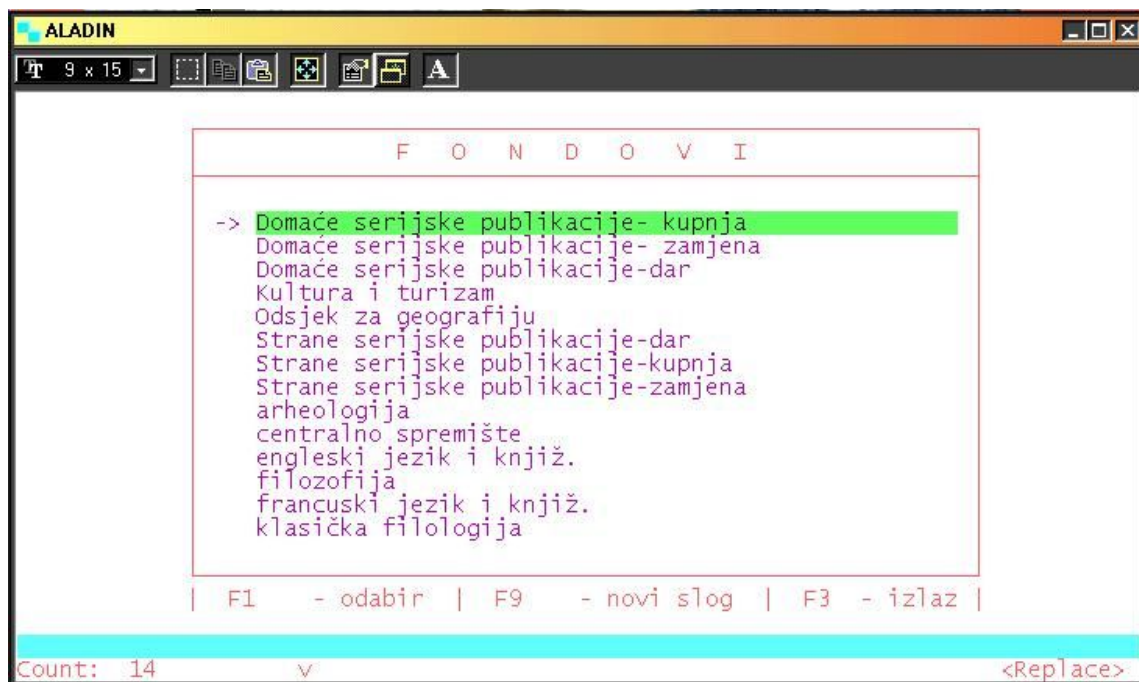 ALADIN
9 x 15
A
F O N D O V I
-> Domaće serijske publikacije- kupnja
Domaće serijske publikacije- zamjena
Domaće serijske publikacije-dar
Kultura i turizam
Odsjek za geografiju
Strane serijske publikacije-dar
Strane serijske publikacije-kupnja
Strane serijske publikacije-zamjena
arheologija
centralno spremište
engleski jezik i knjiž.
filozofija
francuski jezik i knjiž.
klasička filologija
| F1 - odabir | F9 - novi slog | F3 - izlaz |
Count: 14 v <Replace>